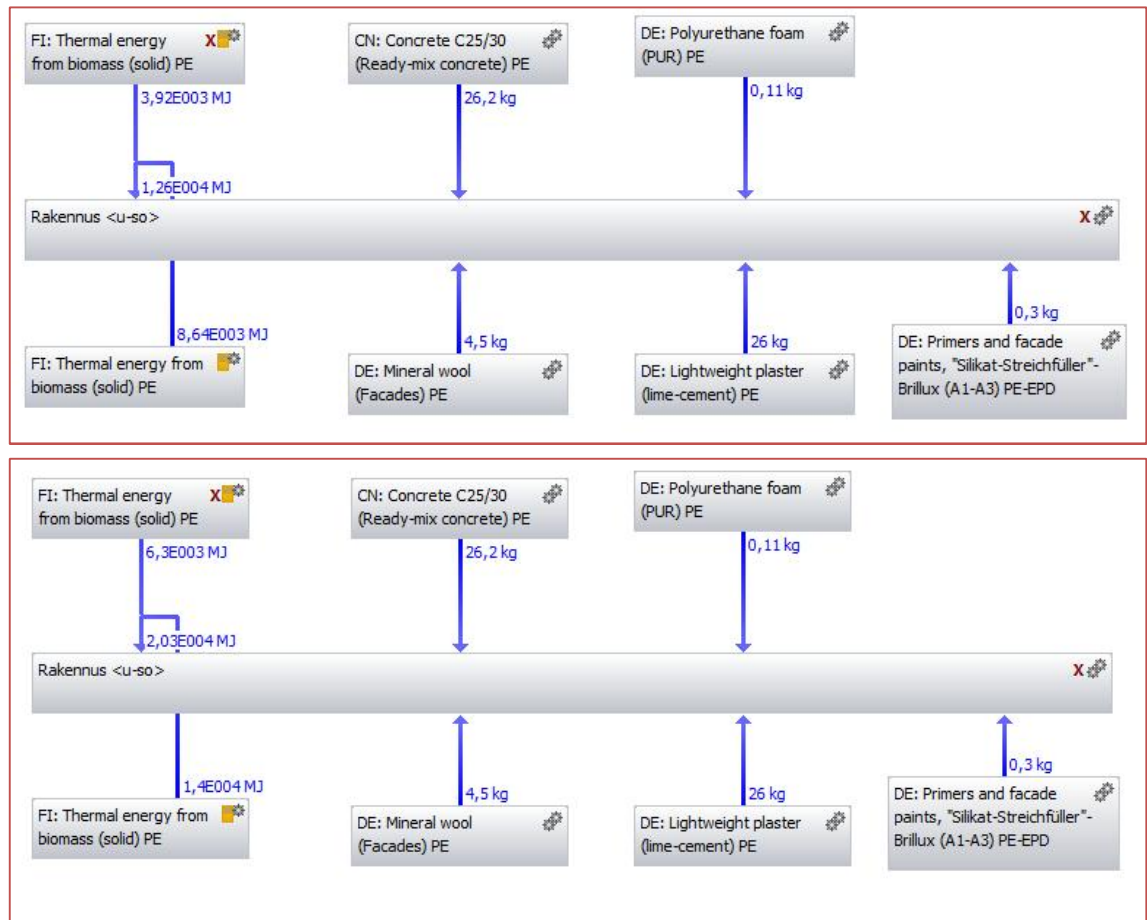 FI: Thermal energy
from biomass (solid) PE
X
CN: Concrete C25/30
(Ready-mix concrete) PE
DE: Polyurethane foam
(PUR) PE
3,92E003 MJ
26,2 kg
0,11 kg
1,26E004 MJ
Rakennus <u-so>
X
8,64E003 MJ
4,5 kg
26 kg
0,3 kg
FI: Thermal energy from
biomass (solid) PE
DE: Mineral wool
(Facades) PE
DE: Lightweight plaster
(lime-cement) PE
DE: Primers and facade
paints, "Silikat-Streichfüller"-
Brillux (A1-A3) PE-EPD
FI: Thermal energy
from biomass (solid) PE
X
CN: Concrete C25/30
(Ready-mix concrete) PE
DE: Polyurethane foam
(PUR) PE
6,3E003 MJ
26,2 kg
0,11 kg
2,03E004 MJ
Rakennus <u-so>
X
1,4E004 MJ
4,5 kg
26 kg
0,3 kg
FI: Thermal energy from
biomass (solid) PE
DE: Mineral wool
(Facades) PE
DE: Lightweight plaster
(lime-cement) PE
DE: Primers and facade
paints, "Silikat-Streichfüller"-
Brillux (A1-A3) PE-EPD